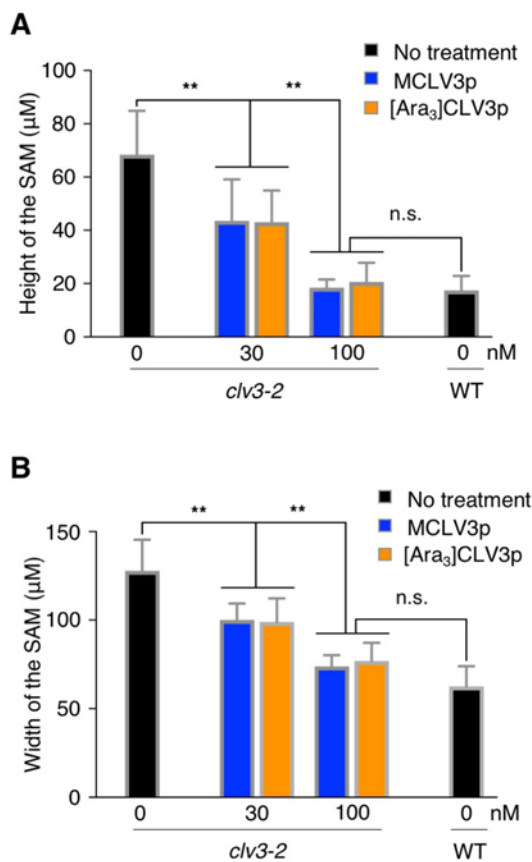 A
No treatment
MCLV3p
[Ara₃]CLV3p
Height of the SAM (μM)
100
80
60
40
20
0
**
**
n.s.
0
30
100
0
nM
clv3-2
WT
B
No treatment
MCLV3p
[Ara₃]CLV3p
Width of the SAM (μM)
150
100
50
0
**
**
n.s.
0
30
100
0
nM
clv3-2
WT